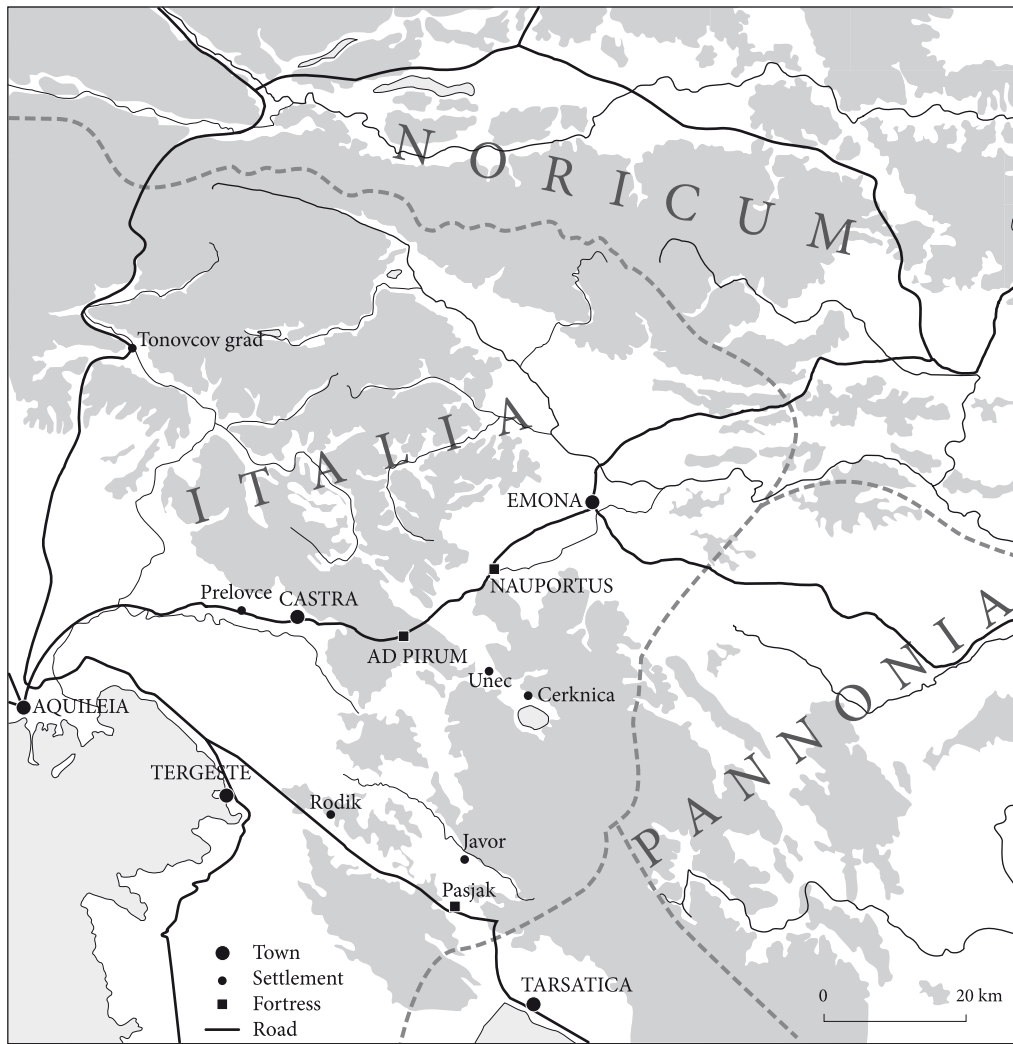 NORICUM
Tonovcov grad
ITALIA
EMONA
NAUPORTUS
Prelovce
CASTRA
AD PIRUM
Unec
Cerknica
PANNONIA
AQUILEIA
TERGESTE
Rodik
Javor
Pasjak
TARSATICA
Town
Settlement
Fortress
Road
0 20 km